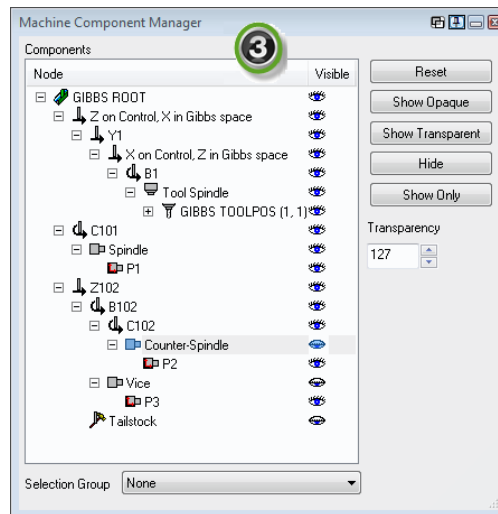 Machine Component Manager
3
Components
Node Visible
GIBBS ROOT
Z on Control, X in Gibbs space
Y1
X on Control, Z in Gibbs space
B1
Tool Spindle
GIBBS TOOLPOS (1, 1)
C101
Spindle
P1
Z102
B102
C102
Counter-Spindle
P2
Vice
P3
Tailstock
Selection Group None
Reset
Show Opaque
Show Transparent
Hide
Show Only
Transparency
127